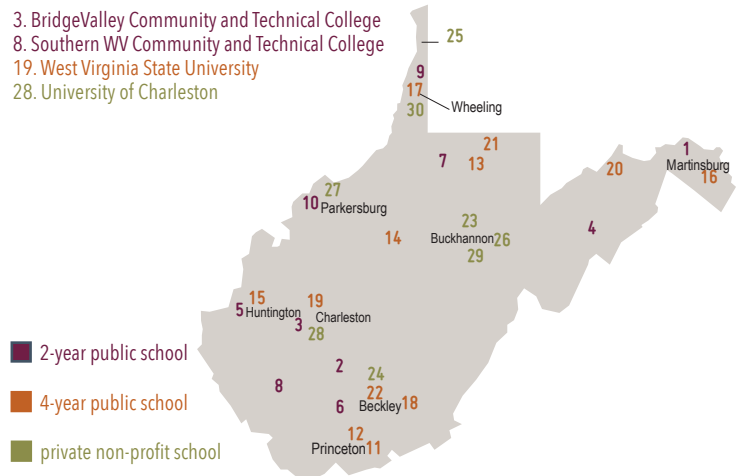 3. BridgeValley Community and Technical College
8. Southern WV Community and Technical College
19. West Virginia State University
28. University of Charleston
25
9
17
Wheeling
30
21
7
13
1
Martinsburg
20
16
27
10 Parkersburg
23
14
Buckhannon 26
4
29
15
19
5 Huntington
Charleston
3
28
2-year public school
2
24
8
22
4-year public school
6
Beckley 18
12
Princeton 11
private non-profit school